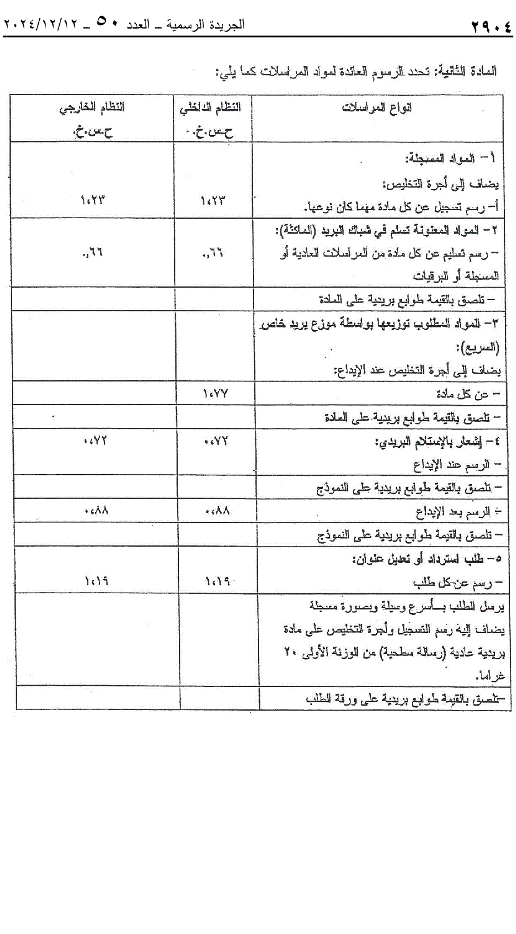 ٢٩٠٤ الجريدة الرسمية – العدد ٥٠ – ٢٠٢٤/١٢/١٢
المادة الثانية: تحدد الرسوم العائدة لمواد المراسلات كما يلي:
انواع المراسلات النظام الداخلي النظام الخارجي
ح.س.خ. ح.س.خ.
أ- المواد المسجلة:
يضاف إلى أجرة التخليص:
أ- رسم تسجيل عن كل مادة مهما كان نوعها. ١،٢٣ ١،٢٣
٢- المواد المعنونة تسلم في شباك البريد (الماكثة):
– رسم تسليم عن كل مادة من المراسلات العادية أو ٠,٦٦ ٠,٦٦
المسجلة أو البرقيات
– تلصق بالقيمة طوابع بريدية على المادة
٣- المواد المطلوب توزيعها بواسطة موزع بريد خاص
(السريع):
يضاف إلى أجرة التخليص عند الإيداع:
– عن كل مادة ١،٧٧
– تلصق بالقيمة طوابع بريدية على العادة
٤- إشعار بالإستلام البريدي: ٠،٧٢ ٠،٧٢
– الرسم عند الإيداع
– تلصق بالقيمة طوابع بريدية على النموذج
÷ الرسم بعد الإيداع ٠،٨٨ ٠،٨٨
– تلصق بالقيمة طوابع بريدية على النموذج
٥- طلب استرداد أو تعديل عنوان:
– رسم عن كل طلب ١،١٩ ١،١٩
يرسل الطلب بأسرع وسيلة وبصورة مسجلة
يضاف إليه رسم التسجيل وأجرة التخليص على مادة
بريدية عادية (رسالة سطحية) من الوزنة الأولى ٢٠
غراما.
–تلصق بالقيمة طوابع بريدية على ورقة الطلب